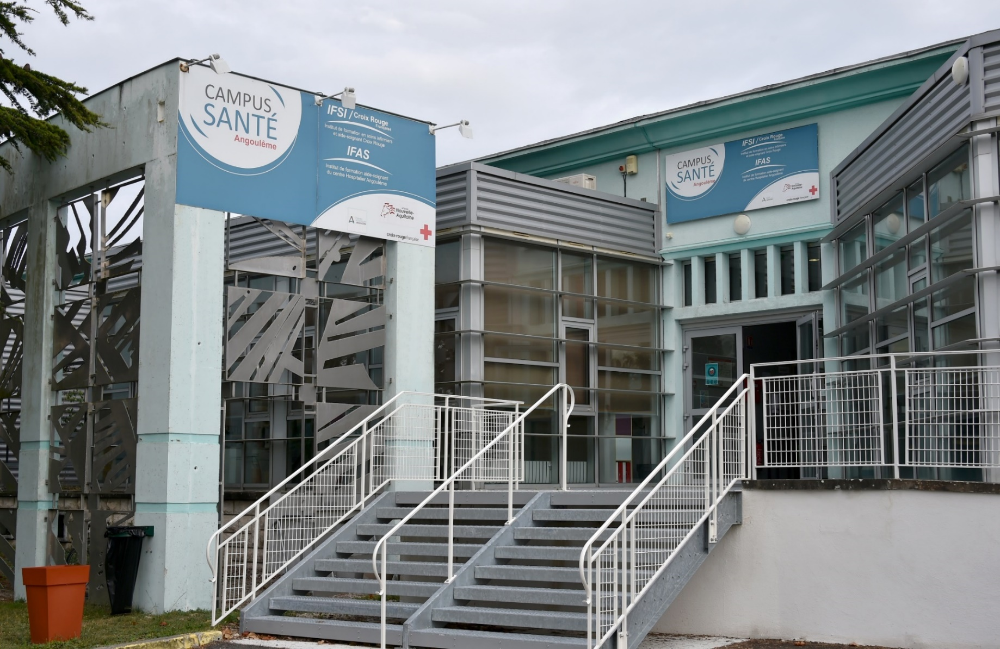 CAMPUS
SANTÉ
Angoulême
IFSI / Croix Rouge
Française
Institut de formation en soins infirmiers
et aide-soignant Croix Rouge
IFAS
Institut de formation aide-soignant
du centre Hospitalier Angoulême
Nouvelle-
Aquitaine
croix-rouge française
CAMPUS
SANTÉ
Angoulême
IFSI / Croix Rouge
Française
Institut de formation en soins infirmiers
et aide-soignant Croix Rouge
IFAS
Institut de formation aide-soignant
du centre Hospitalier Angoulême
Nouvelle-
Aquitaine
croix-rouge française